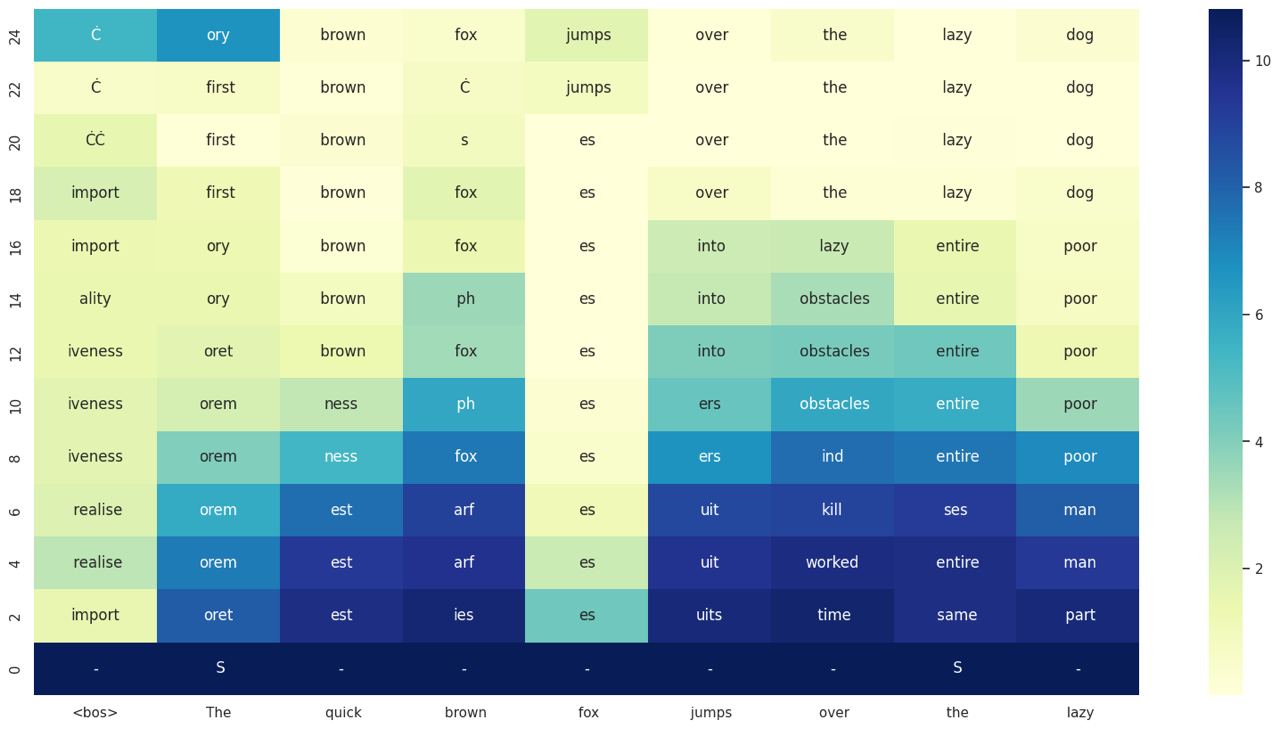 24 Ċ ory brown fox jumps over the lazy dog
22 Ċ first brown Ċ jumps over the lazy dog
20 ĊĊ first brown s es over the lazy dog
18 import first brown fox es over the lazy dog
16 import ory brown fox es into lazy entire poor
14 ality ory brown ph es into obstacles entire poor
12 iveness oret brown fox es into obstacles entire poor
10 iveness orem ness ph es ers obstacles entire poor
8 iveness orem ness fox es ers ind entire poor
6 realise orem est arf es uit kill ses man
4 realise orem est arf es uit worked entire man
2 import oret est ies es uits time same part
0 - S - - - - - S -
<bos> The quick brown fox jumps over the lazy
10
8
6
4
2